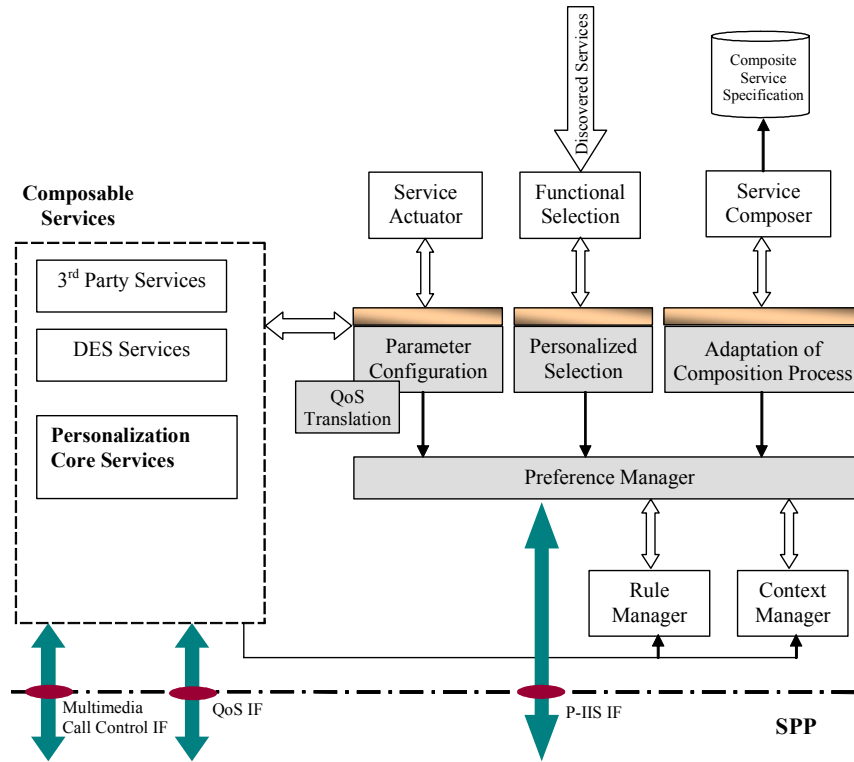 Discovered Services
Composite
Service
Specification
Composable
Services
Service
Actuator
Functional
Selection
Service
Composer
3rd Party Services
DES Services
Personalization
Core Services
Parameter
Configuration
Personalized
Selection
Adaptation of
Composition Process
QoS
Translation
Preference Manager
Rule
Manager
Context
Manager
Multimedia
Call Control IF
QoS IF
P-IIS IF
SPP